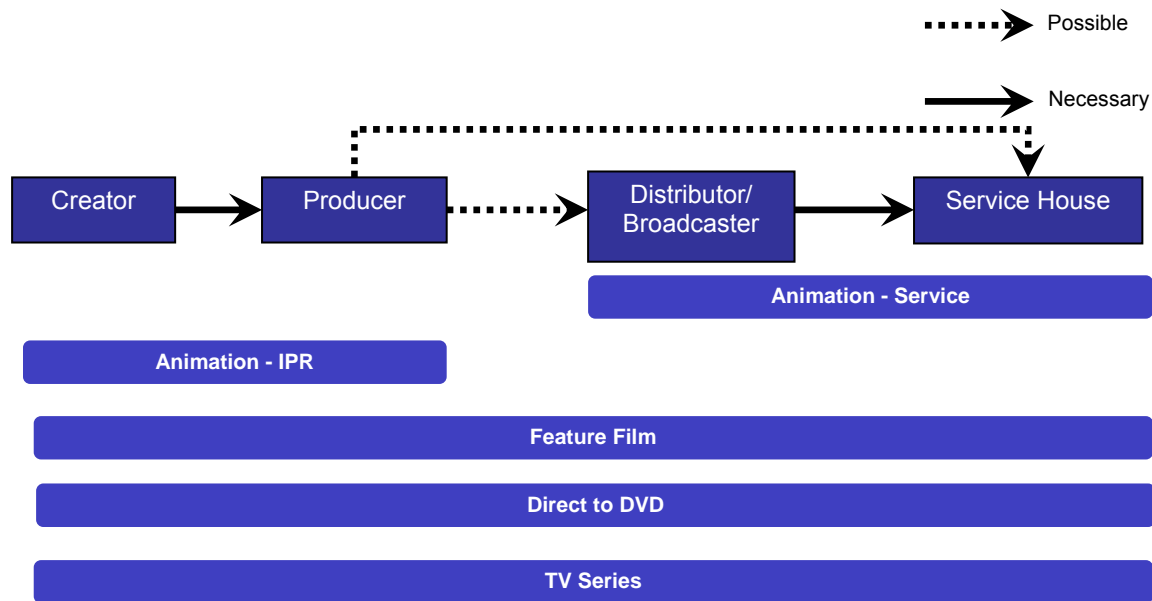 Possible
Necessary
Creator
Producer
Distributor/
Broadcaster
Service House
Animation - Service
Animation - IPR
Feature Film
Direct to DVD
TV Series